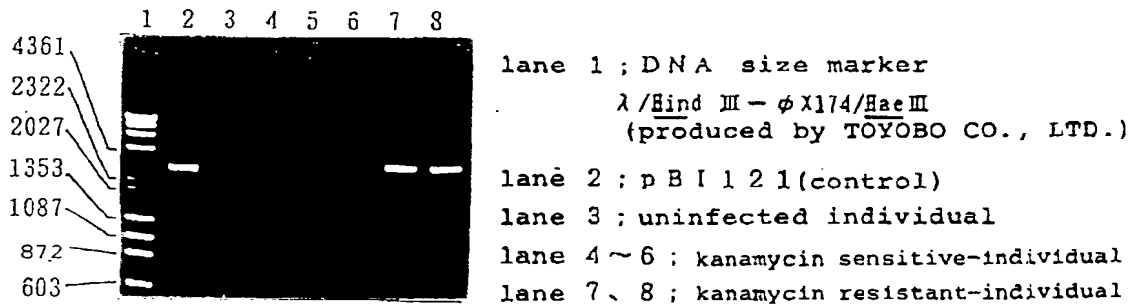 1 2 3 4 5 6 7 8
4361
2322
2027
1353
1087
872
603
lane 1 ; DNA size marker
λ/Hind III − φX174/Hae III
(produced by TOYOBO CO., LTD.)
lane 2 ; pBI121(control)
lane 3 ; uninfected individual
lane 4~6 ; kanamycin sensitive-individual
lane 7、8 ; kanamycin resistant-individual